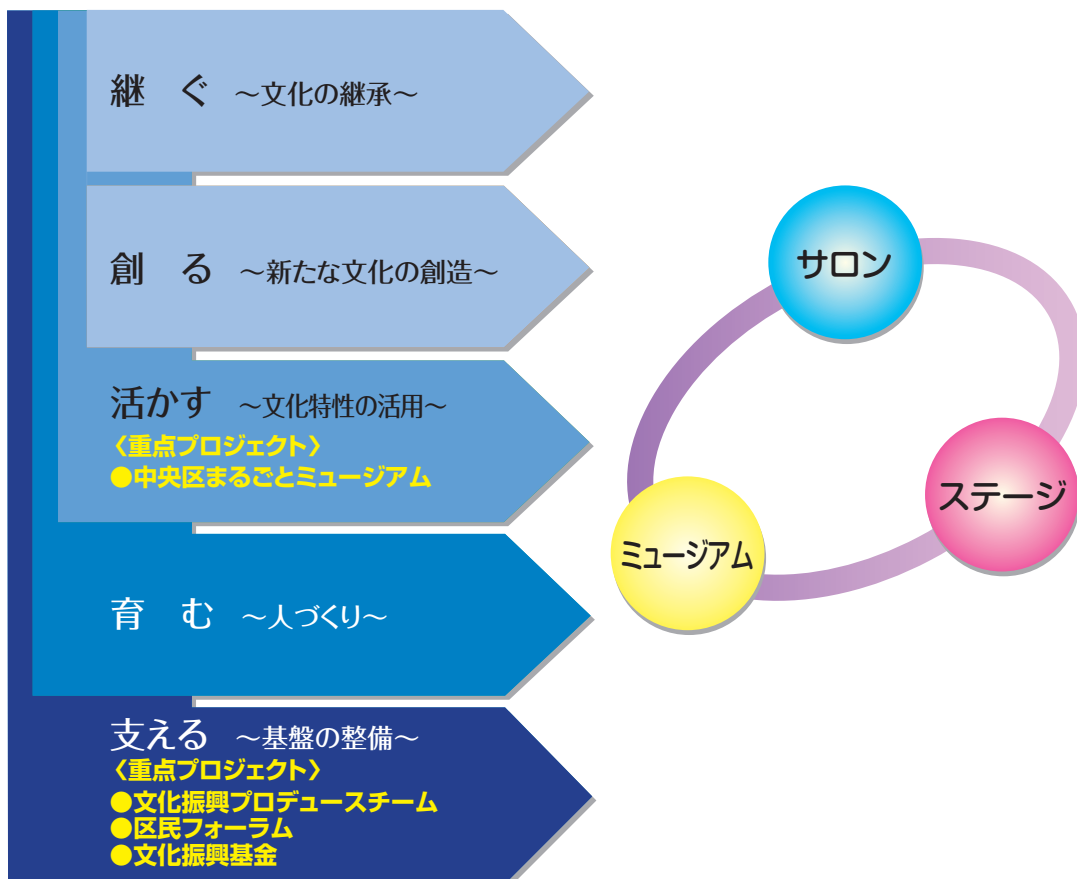 継　ぐ　～文化の継承～
創　る　～新たな文化の創造～
活かす　～文化特性の活用～
〈重点プロジェクト〉
●中央区まるごとミュージアム
育　む　～人づくり～
支える　～基盤の整備～
〈重点プロジェクト〉
●文化振興プロデュースチーム
●区民フォーラム
●文化振興基金
サロン
ステージ
ミュージアム